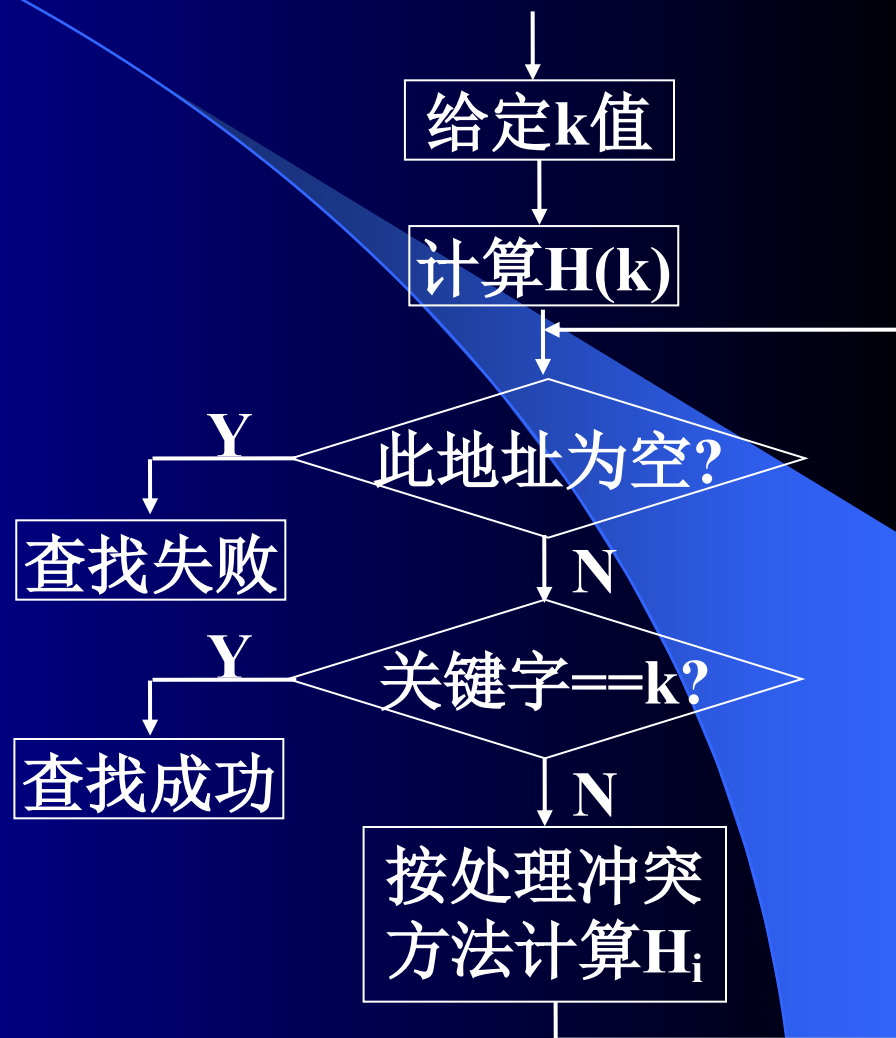 给定k值
计算H(k)
此地址为空?
Y
查找失败
N
关键字==k?
Y
查找成功
N
按处理冲突
方法计算Hi